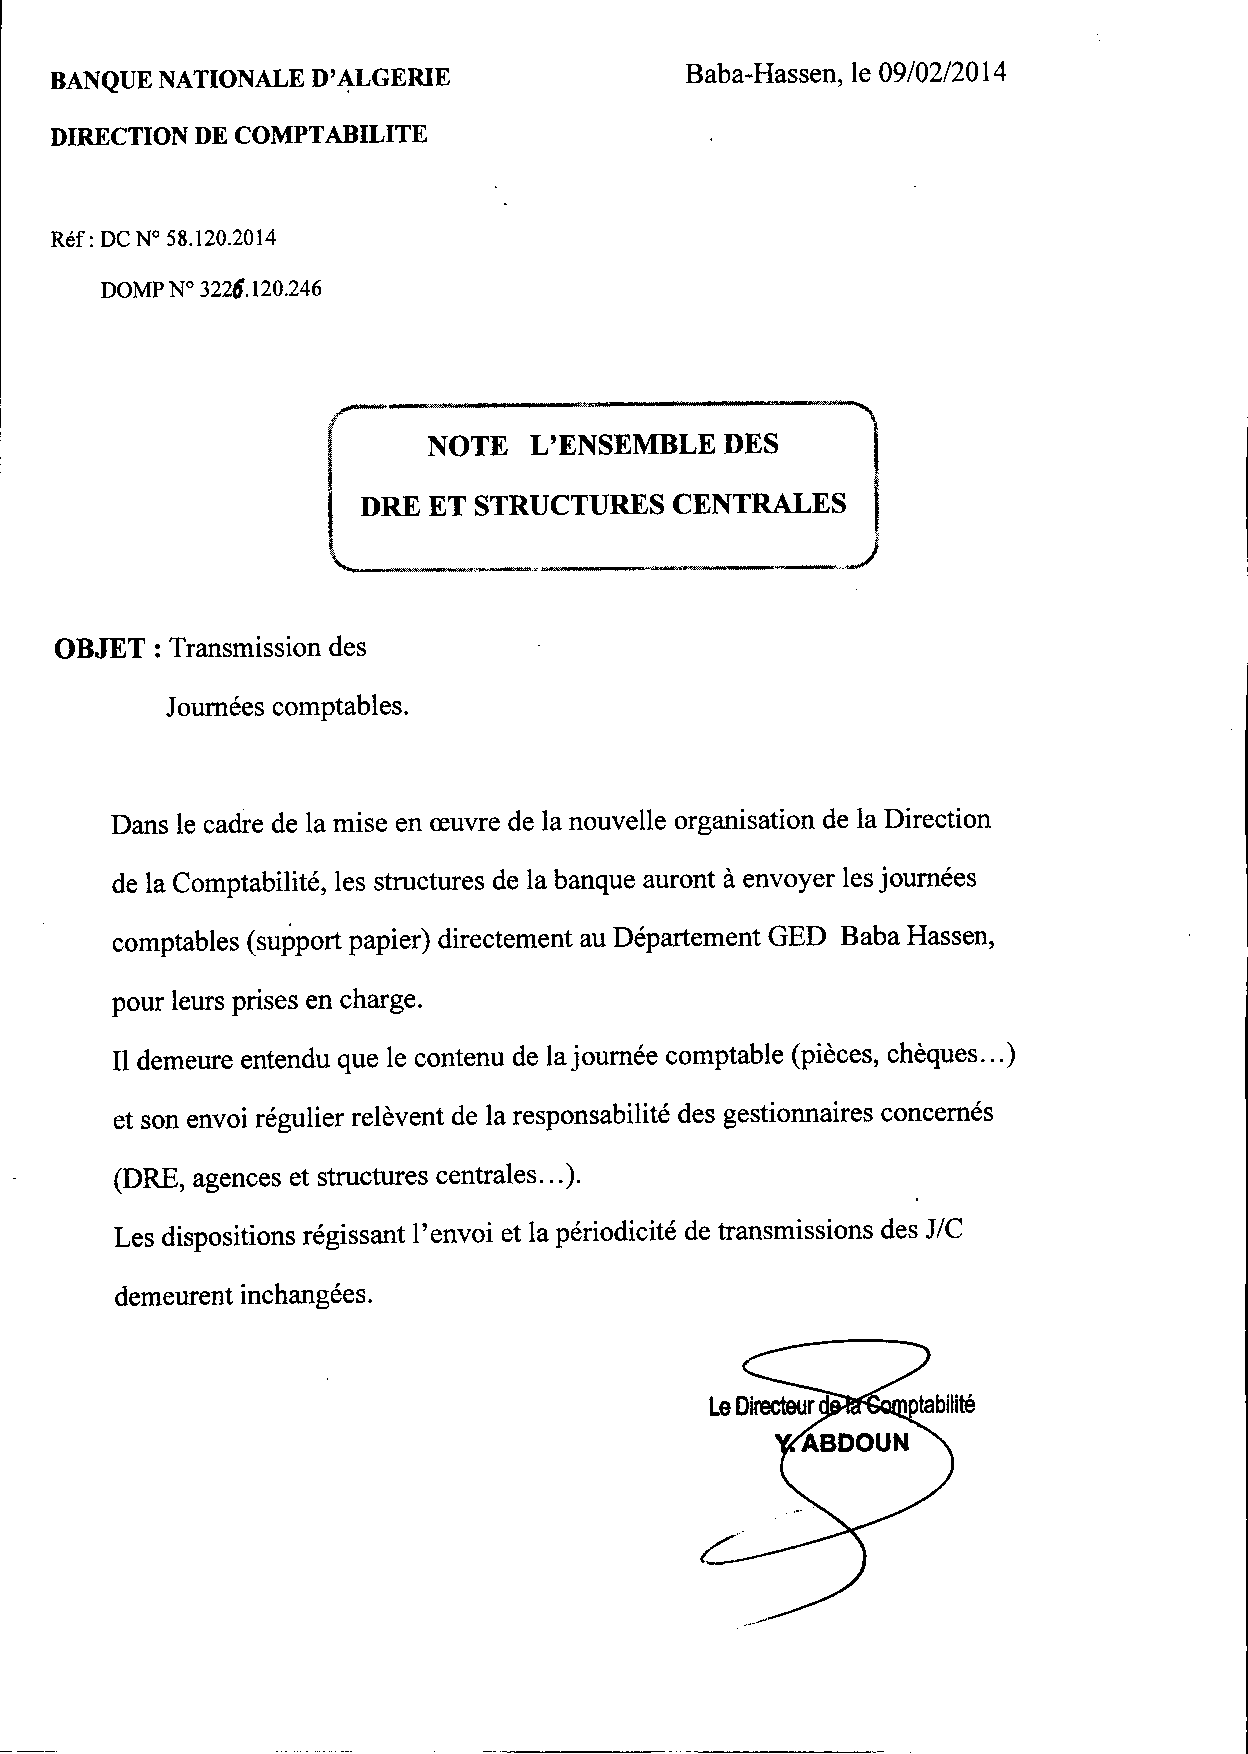 BANQUE NATIONALE D'ALGERIE
Baba-Hassen, le 09/02/2014
DIRECTION DE COMPTABILITE
Réf : DC N° 58.120.2014
DOMP N° 3226.120.246
NOTE L'ENSEMBLE DES
DRE ET STRUCTURES CENTRALES
OBJET : Transmission des
Journées comptables.
Dans le cadre de la mise en œuvre de la nouvelle organisation de la Direction
de la Comptabilité, les structures de la banque auront à envoyer les journées
comptables (support papier) directement au Département GED Baba Hassen,
pour leurs prises en charge.
Il demeure entendu que le contenu de la journée comptable (pièces, chèques...)
et son envoi régulier relèvent de la responsabilité des gestionnaires concernés
(DRE, agences et structures centrales...).
Les dispositions régissant l'envoi et la périodicité de transmissions des J/C
demeurent inchangées.
Le Directeur de la Comptabilité
Y. ABDOUN